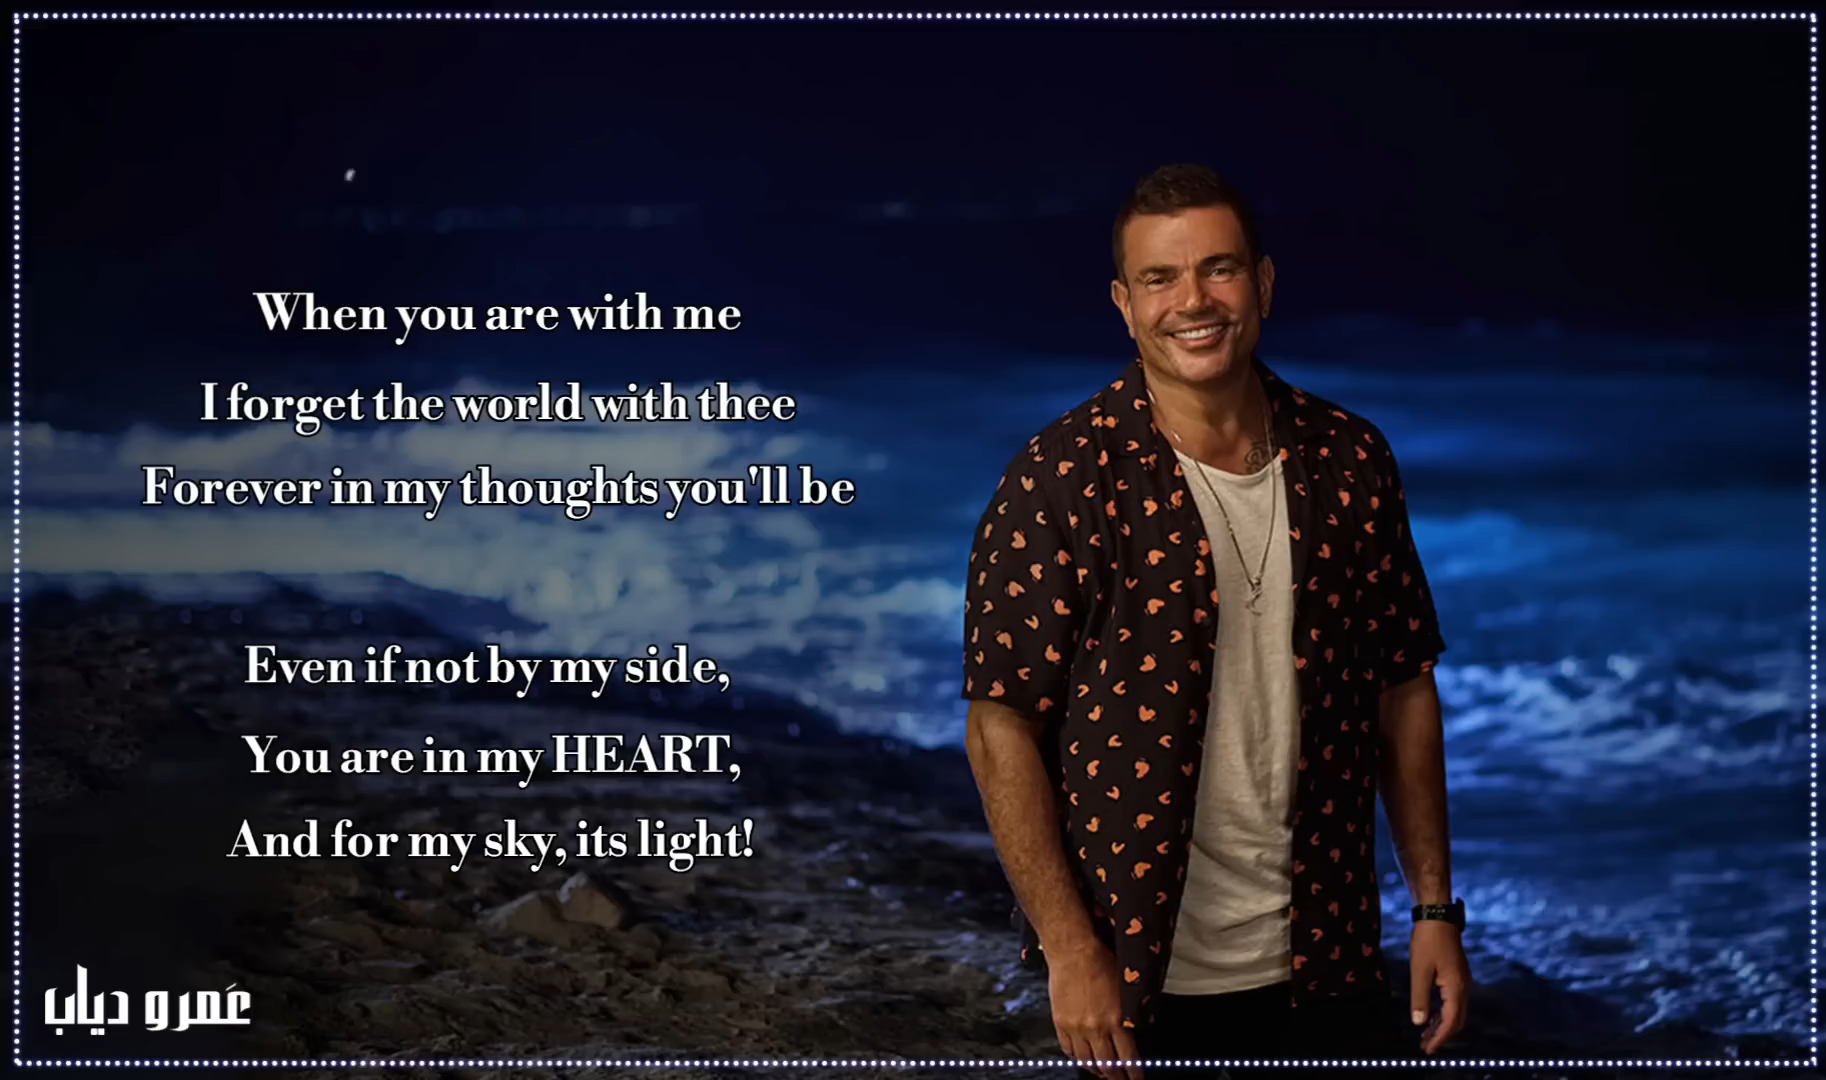 When you are with me
I forget the world with thee
Forever in my thoughts you'll be
Even if not by my side,
You are in my HEART,
And for my sky, its light!
عَمرو دياب